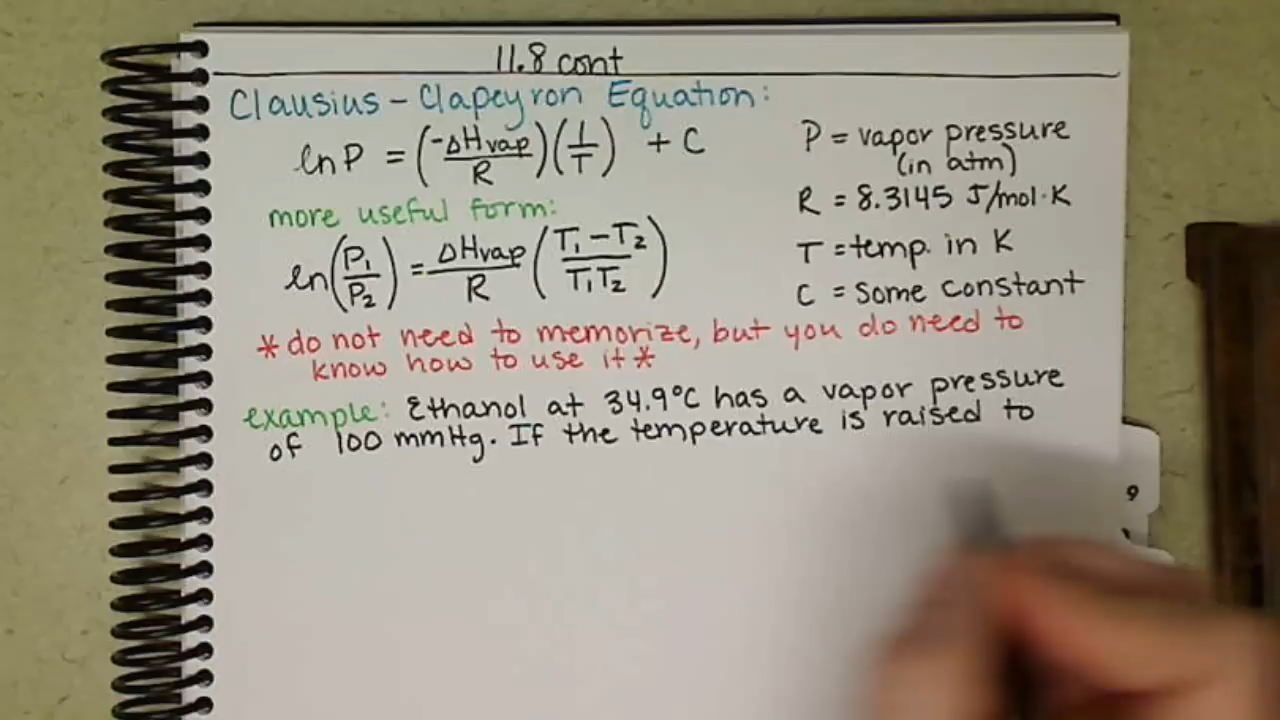 11.8 cont
Clausius-Clapeyron Equation:
ln P = (-ΔHvap/R)(1/T) + C
P = vapor pressure
(in atm)
R = 8.3145 J/mol·K
T = temp. in K
C = some constant
more useful form:
ln(P₁/P₂) = ΔHvap/R (T₁-T₂/T₁T₂)
*do not need to memorize, but you do need to
know how to use it*
example: Ethanol at 34.9°C has a vapor pressure
of 100 mmHg. If the temperature is raised to
9